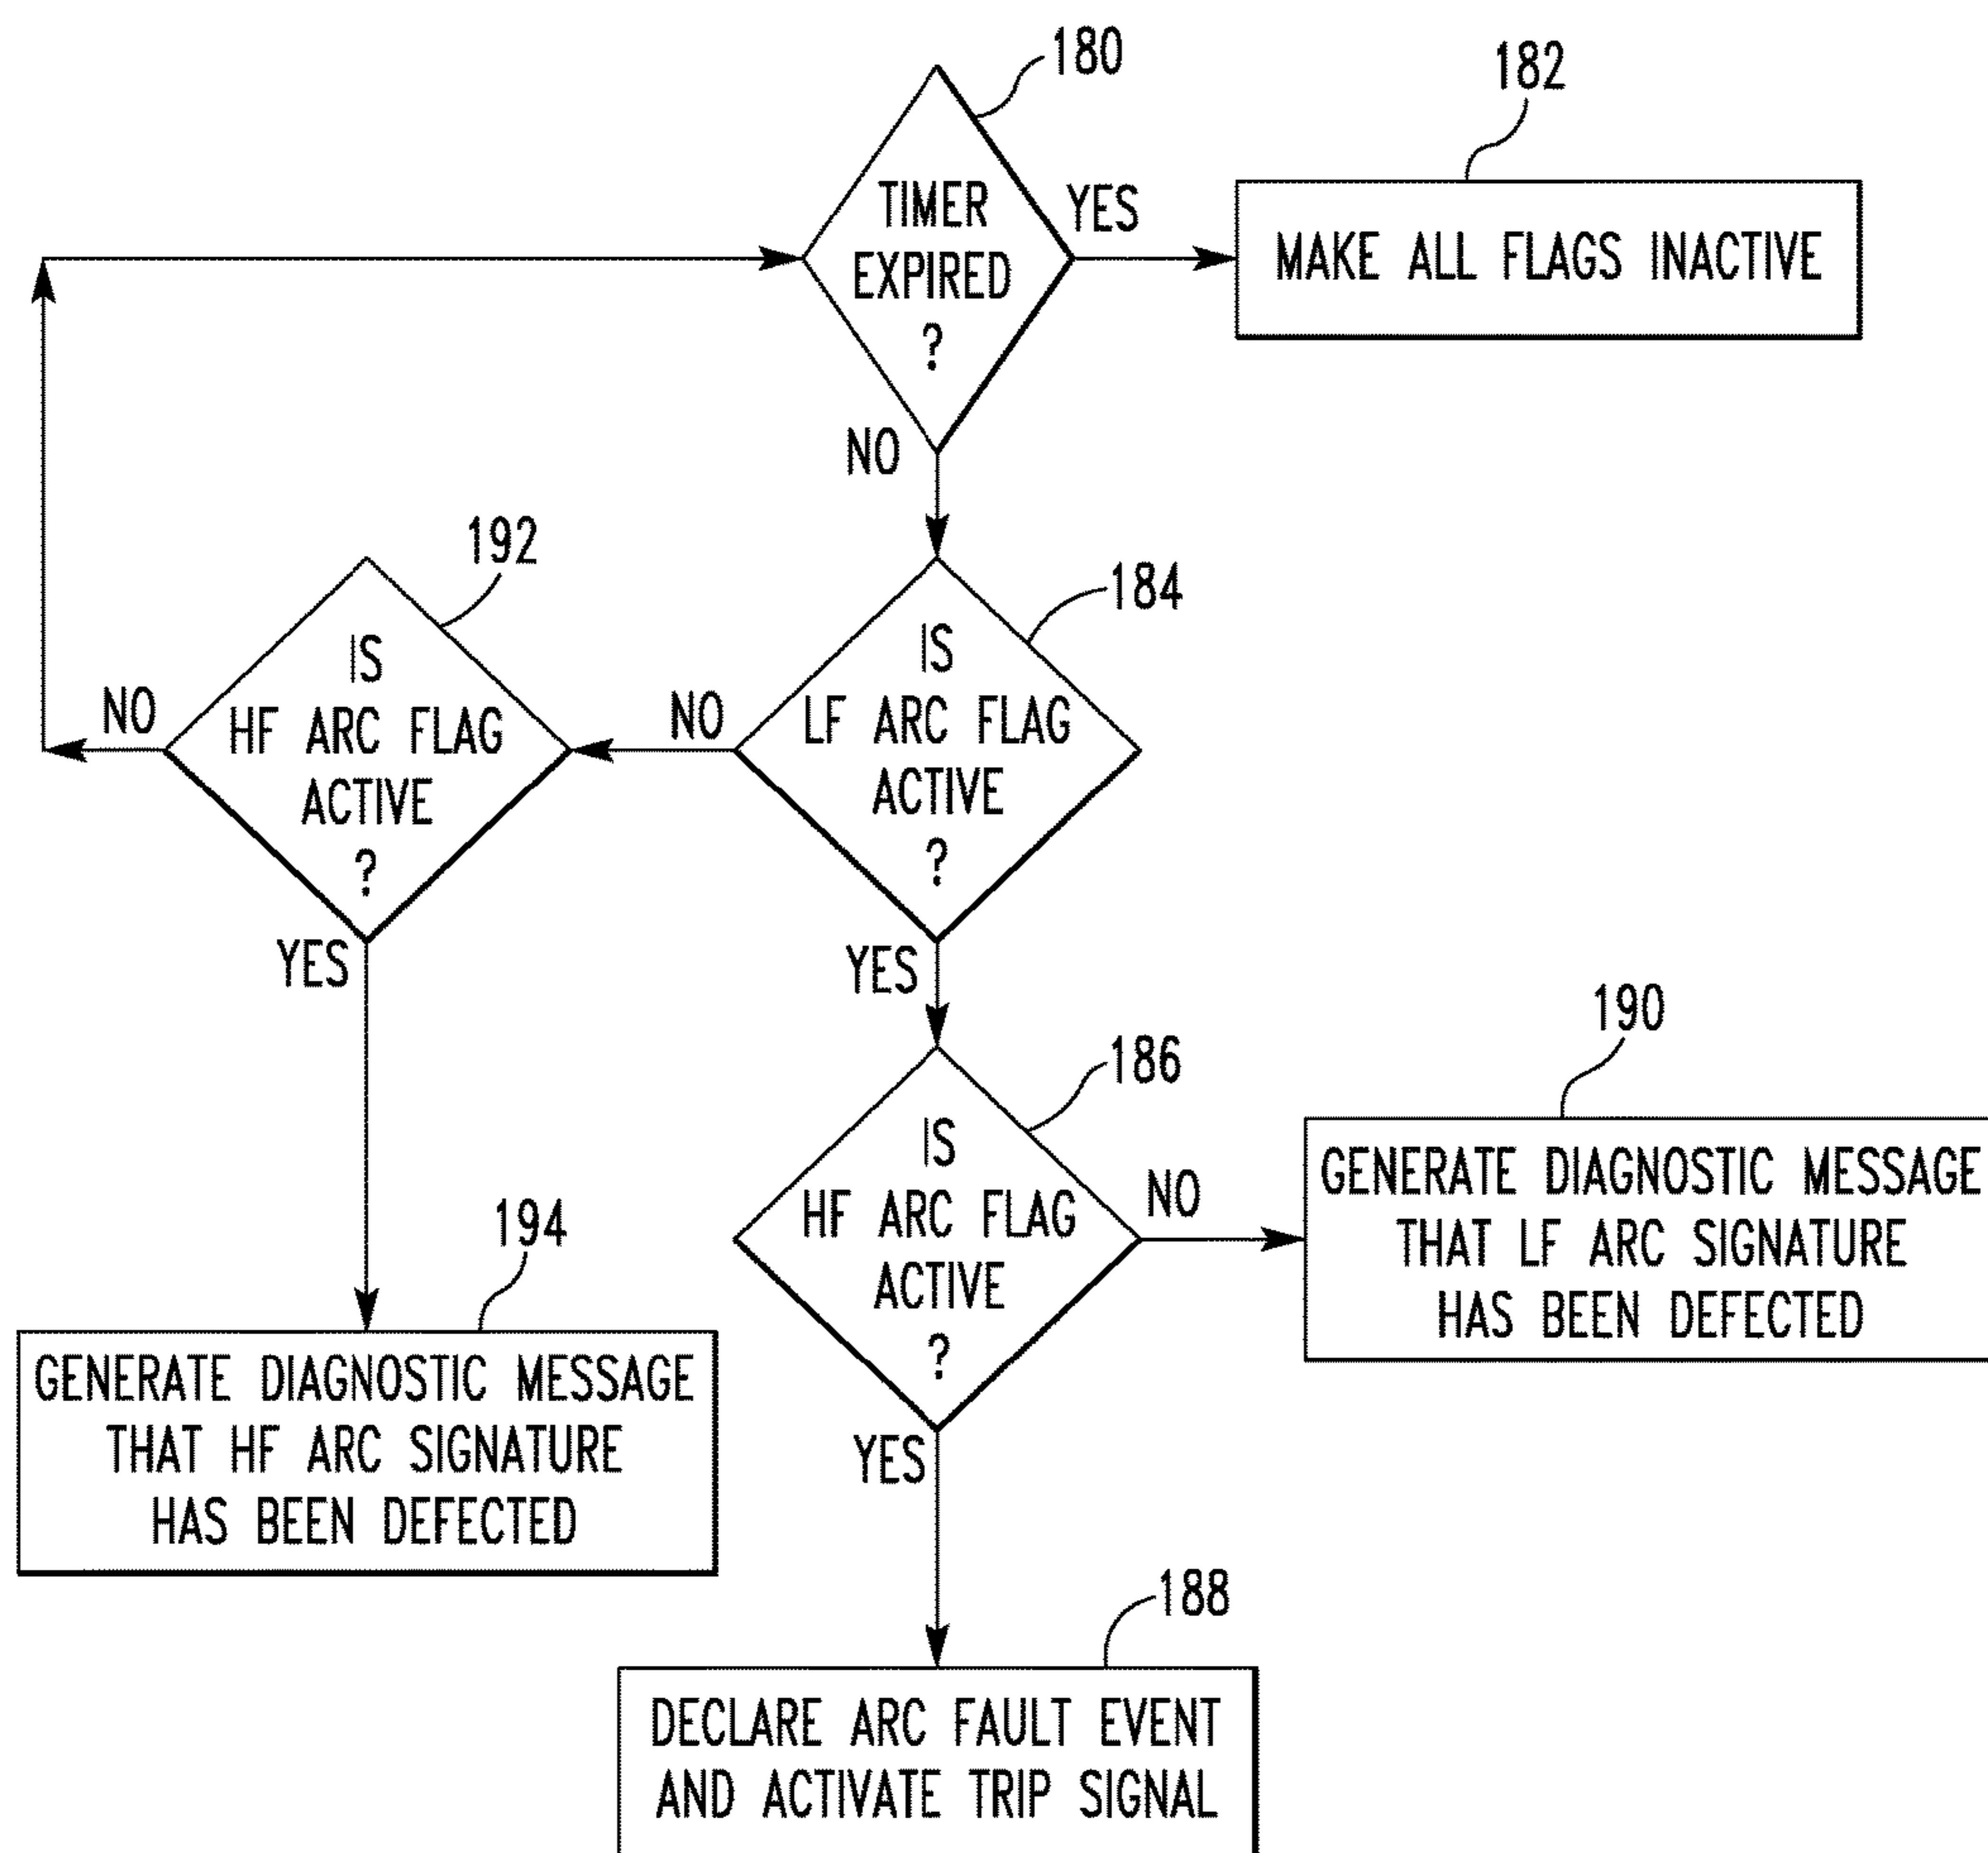 180
182
TIMER
EXPIRED
?
YES
MAKE ALL FLAGS INACTIVE
NO
192
184
IS
HF ARC FLAG
ACTIVE
?
NO
NO
IS
LF ARC FLAG
ACTIVE
?
YES
YES
186
190
IS
HF ARC FLAG
ACTIVE
?
NO
GENERATE DIAGNOSTIC MESSAGE
THAT LF ARC SIGNATURE
HAS BEEN DEFECTED
194
GENERATE DIAGNOSTIC MESSAGE
THAT HF ARC SIGNATURE
HAS BEEN DEFECTED
YES
188
DECLARE ARC FAULT EVENT
AND ACTIVATE TRIP SIGNAL